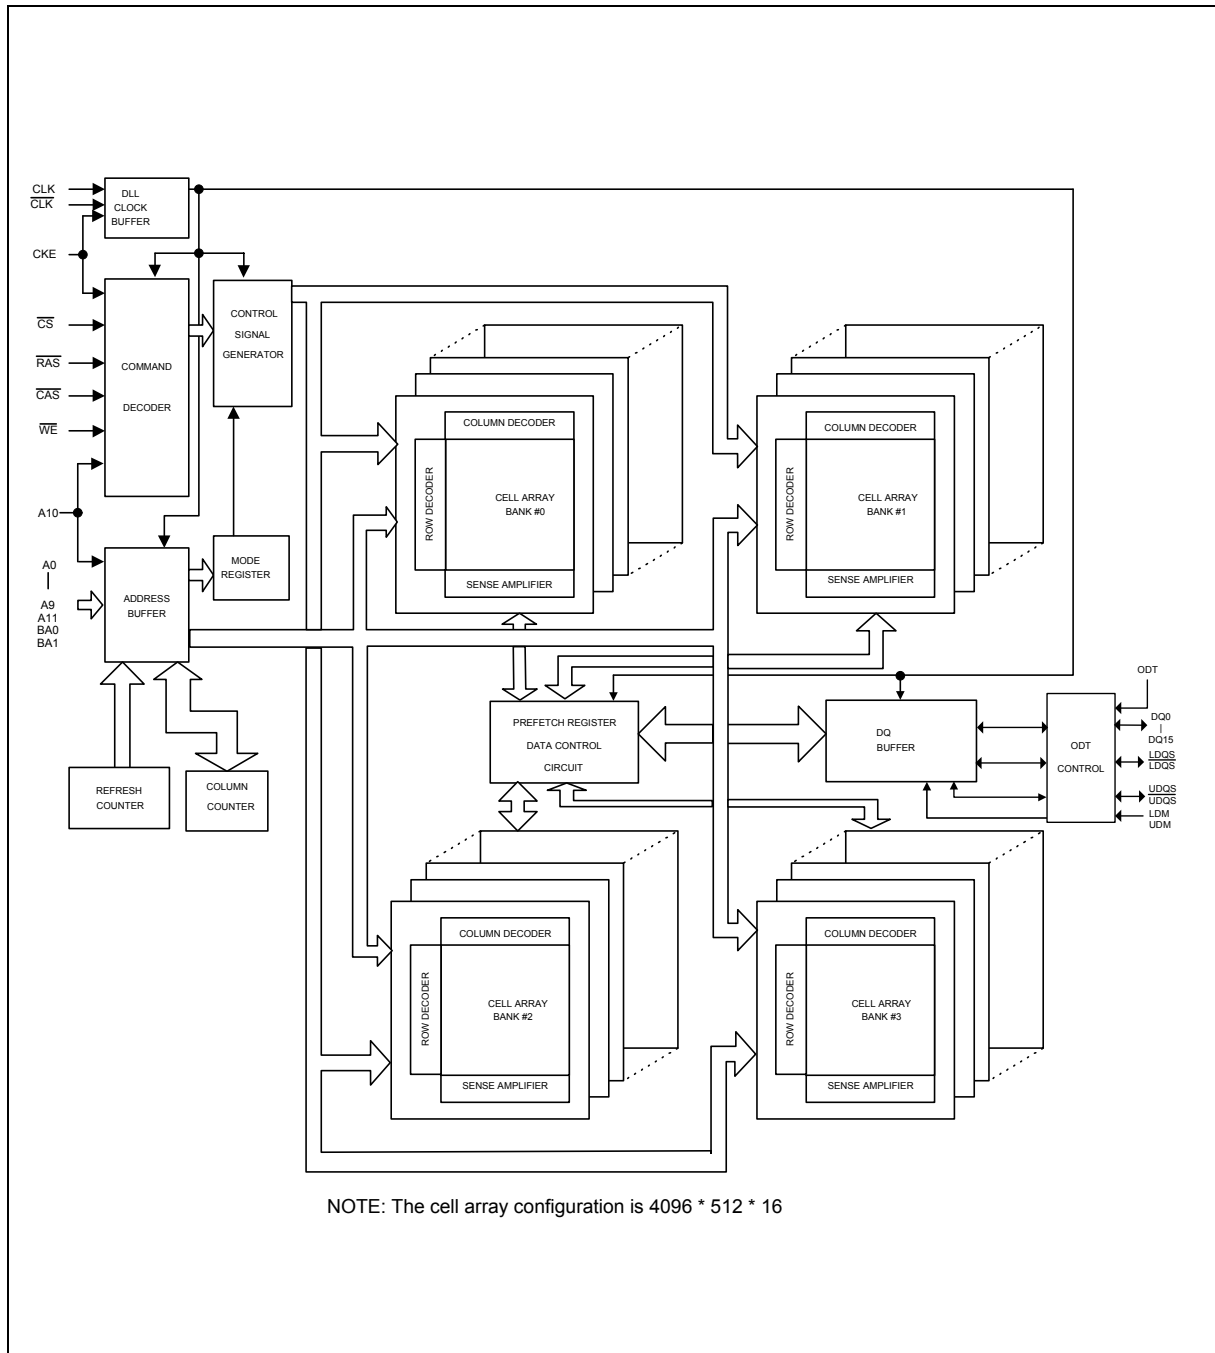 CLK
CLK
CKE
CS
RAS
CAS
WE
A10
A0
A9
A11
BA0
BA1
DLL
CLOCK
BUFFER
COMMAND
DECODER
CONTROL
SIGNAL
GENERATOR
ADDRESS
BUFFER
MODE
REGISTER
REFRESH
COUNTER
COLUMN
COUNTER
COLUMN DECODER
ROW DECODER
CELL ARRAY
BANK #0
SENSE AMPLIFIER
COLUMN DECODER
ROW DECODER
CELL ARRAY
BANK #1
SENSE AMPLIFIER
PREFETCH REGISTER
DATA CONTROL
CIRCUIT
DQ
BUFFER
ODT
CONTROL
ODT
DQ0
|
DQ15
LDQS
LDQS
UDQS
UDQS
LDM
UDM
COLUMN DECODER
ROW DECODER
CELL ARRAY
BANK #2
SENSE AMPLIFIER
COLUMN DECODER
ROW DECODER
CELL ARRAY
BANK #3
SENSE AMPLIFIER
NOTE: The cell array configuration is 4096 * 512 * 16